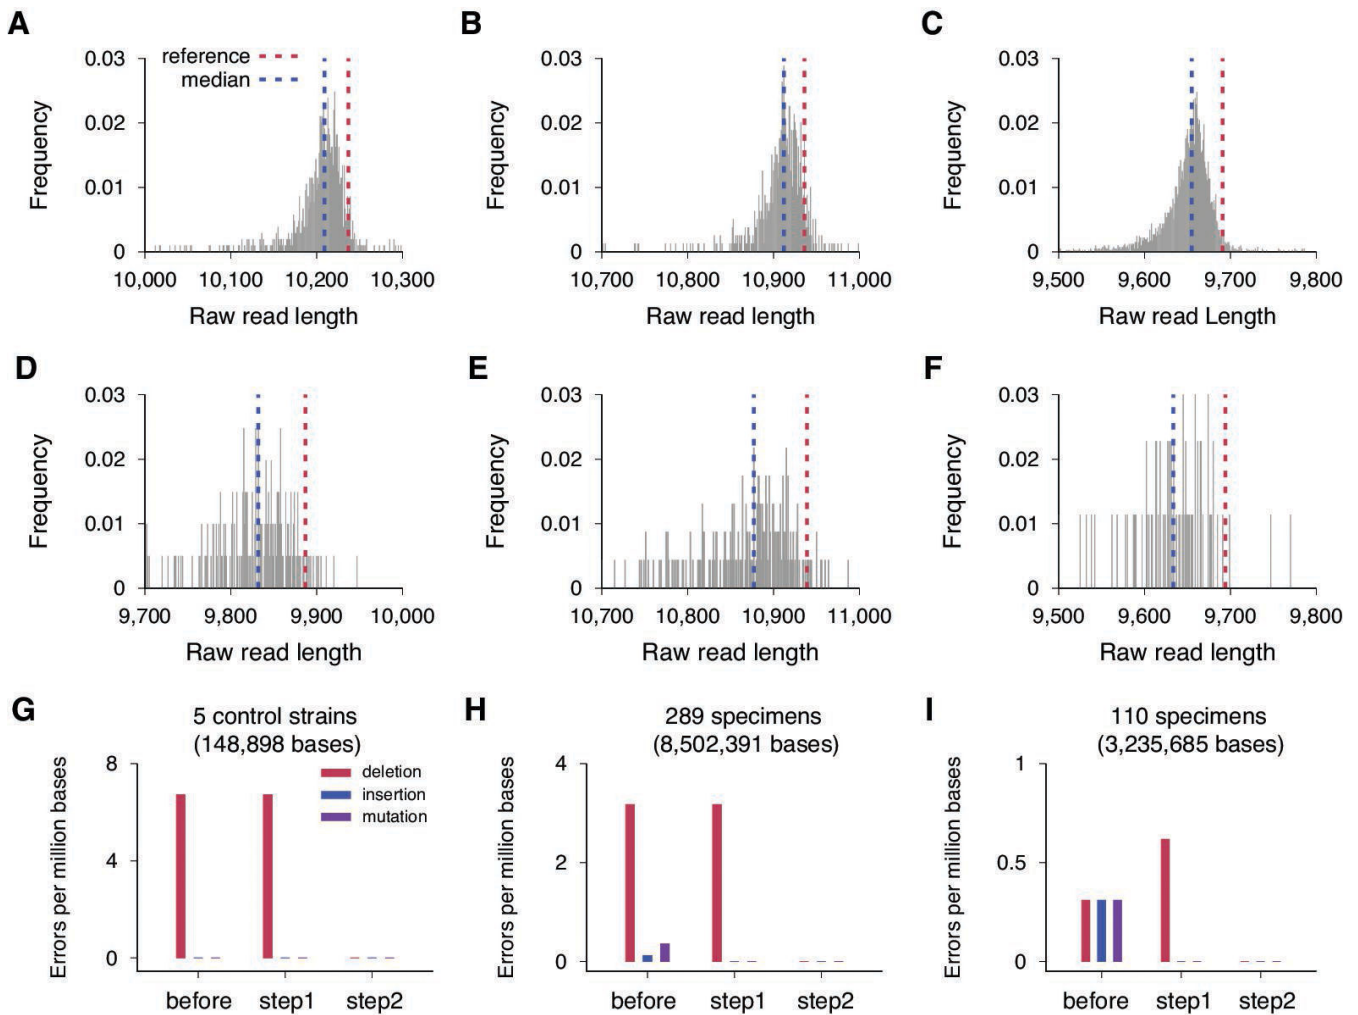 A
B
C
reference
median
0.03
0.02
0.01
0
Frequency
10,000
10,100
10,200
10,300
Raw read length
0.03
0.02
0.01
0
Frequency
10,700
10,800
10,900
11,000
Raw read length
0.03
0.02
0.01
0
Frequency
9,500
9,600
9,700
9,800
Raw read Length
D
E
F
0.03
0.02
0.01
0
Frequency
9,700
9,800
9,900
10,000
Raw read length
0.03
0.02
0.01
0
Frequency
10,700
10,800
10,900
11,000
Raw read length
0.03
0.02
0.01
0
Frequency
9,500
9,600
9,700
9,800
Raw read length
G
5 control strains
(148,898 bases)
8
4
0
Errors per million bases
deletion
insertion
mutation
before
step1
step2
H
289 specimens
(8,502,391 bases)
4
2
0
Errors per million bases
before
step1
step2
I
110 specimens
(3,235,685 bases)
1
0.5
0
Errors per million bases
before
step1
step2